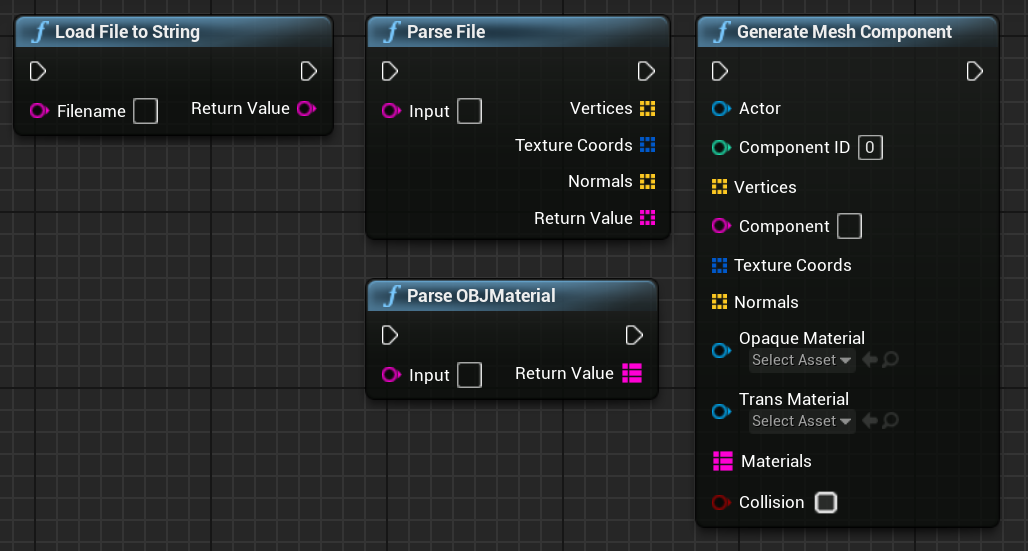 Load File to String
Filename
Return Value
Parse File
Input
Vertices
Texture Coords
Normals
Return Value
Parse OBJMaterial
Input
Return Value
Generate Mesh Component
Actor
Component ID 0
Vertices
Component
Texture Coords
Normals
Opaque Material
Select Asset
Trans Material
Select Asset
Materials
Collision